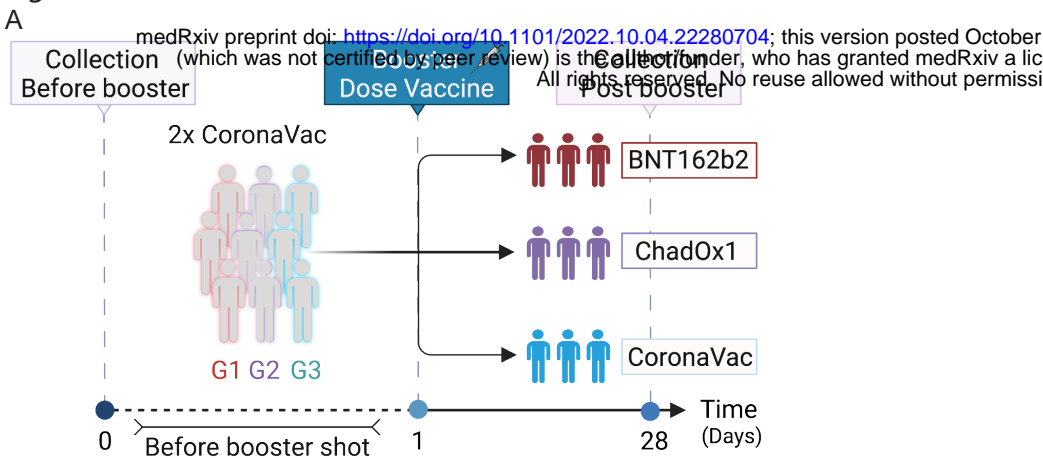 A
medRxiv preprint doi: https://doi.org/10.1101/2022.10.04.22280704; this version posted October
(which was not certified by peer review) is the author/funder, who has granted medRxiv a lic
All rights reserved. No reuse allowed without permissi
Collection
Before booster
Booster
Dose Vaccine
Collection
Post booster
2x CoronaVac
BNT162b2
ChadOx1
CoronaVac
G1 G2 G3
Time
(Days)
0
Before booster shot
1
28